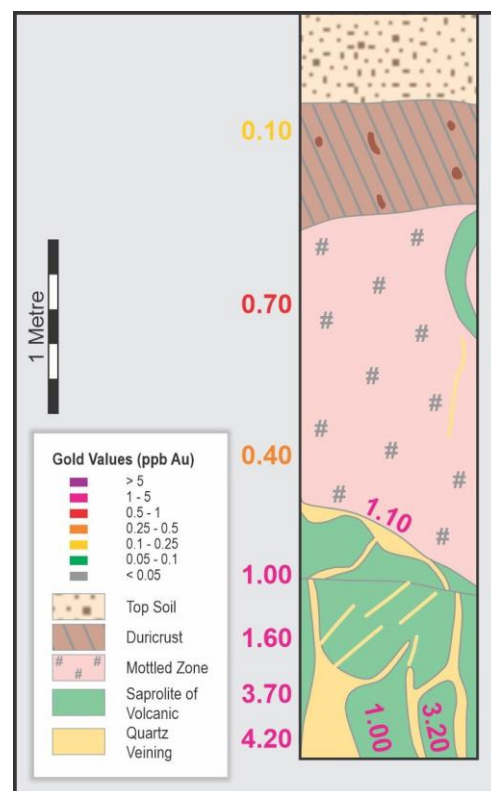 0.10
1 Metre
0.70
0.40
1.10
1.00
1.60
3.70
4.20
1.00
3.20
Gold Values (ppb Au)
> 5
1 - 5
0.5 - 1
0.25 - 0.5
0.1 - 0.25
0.05 - 0.1
< 0.05
Top Soil
Duricrust
Mottled Zone
Saprolite of
Volcanic
Quartz
Veining
# # # # # # # # # # # #
# # #